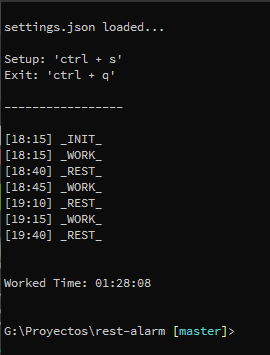 settings.json loaded...
Setup: 'ctrl + s'
Exit: 'ctrl + q'
-----------------
[18:15] _INIT_
[18:15] _WORK_
[18:40] _REST_
[18:45] _WORK_
[19:10] _REST_
[19:15] _WORK_
[19:40] _REST_
Worked Time: 01:28:08
G:\Proyectos\rest-alarm [master]>